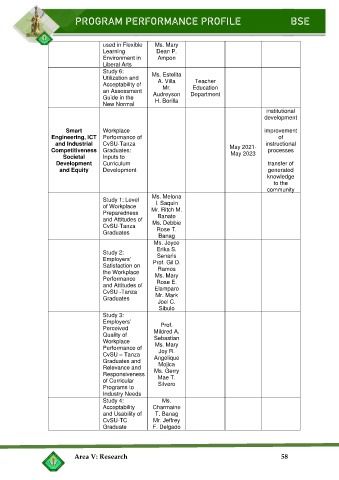 PROGRAM PERFORMANCE PROFILE BSE
used in Flexible
Learning
Environment in
Liberal Arts
Ms. Mary
Dean P.
Ampon
Study 6:
Utilization and
Acceptability of
an Assessment
Guide in the
New Normal
Ms. Estelita
A. Villa
Mr.
Audreyson
H. Borilla
Teacher
Education
Department
Smart
Engineering, ICT
and Industrial
Competitiveness
Societal
Development
and Equity
Workplace
Performance of
CvSU-Tanza
Graduates:
Inputs to
Curriculum
Development
May 2021-
May 2023
institutional
development
improvement
of
instructional
processes
transfer of
generated
knowledge
to the
community
Study 1: Level
of Workplace
Preparedness
and Attitudes of
CvSU-Tanza
Graduates
Ms. Melona
I. Saquin
Mr. Ritch M.
Banate
Ms. Debbie
Rose T.
Banag
Study 2:
Employers'
Satisfaction on
the Workplace
Performance
and Attitudes of
CvSU -Tanza
Graduates
Ms. Joyce
Erika S.
Senaris
Prof. Gil D.
Ramos
Ms. Mary
Rose E.
Elamparo
Mr. Mark
Joel C.
Sibulo
Study 3:
Employers'
Perceived
Quality of
Workplace
Performance of
CvSU – Tanza
Graduates and
Relevance and
Responsiveness
of Curricular
Programs to
Industry Needs
Prof.
Mildred A.
Sebastian
Ms. Mary
Joy R.
Angelique
Mojica
Ms. Gerry
Mae T.
Silvero
Study 4:
Acceptability
and Usability of
CvSU-TC
Graduate
Ms.
Charmaine
T. Banag
Mr. Jeffrey
F. Delgado
Area V: Research 58